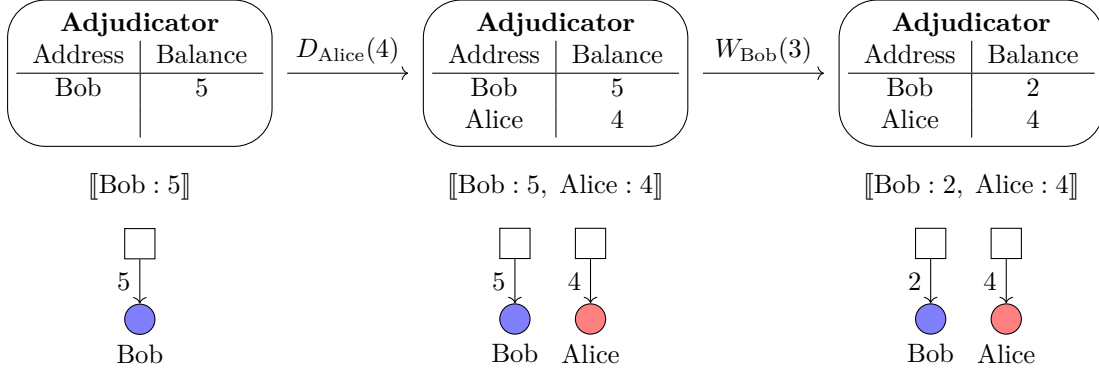 Adjudicator
Address Balance
Bob 5
D_Alice(4)
Adjudicator
Address Balance
Bob 5
Alice 4
W_Bob(3)
Adjudicator
Address Balance
Bob 2
Alice 4
⟦Bob : 5⟧
⟦Bob : 5, Alice : 4⟧
⟦Bob : 2, Alice : 4⟧
5
Bob
5 4
Bob Alice
2 4
Bob Alice